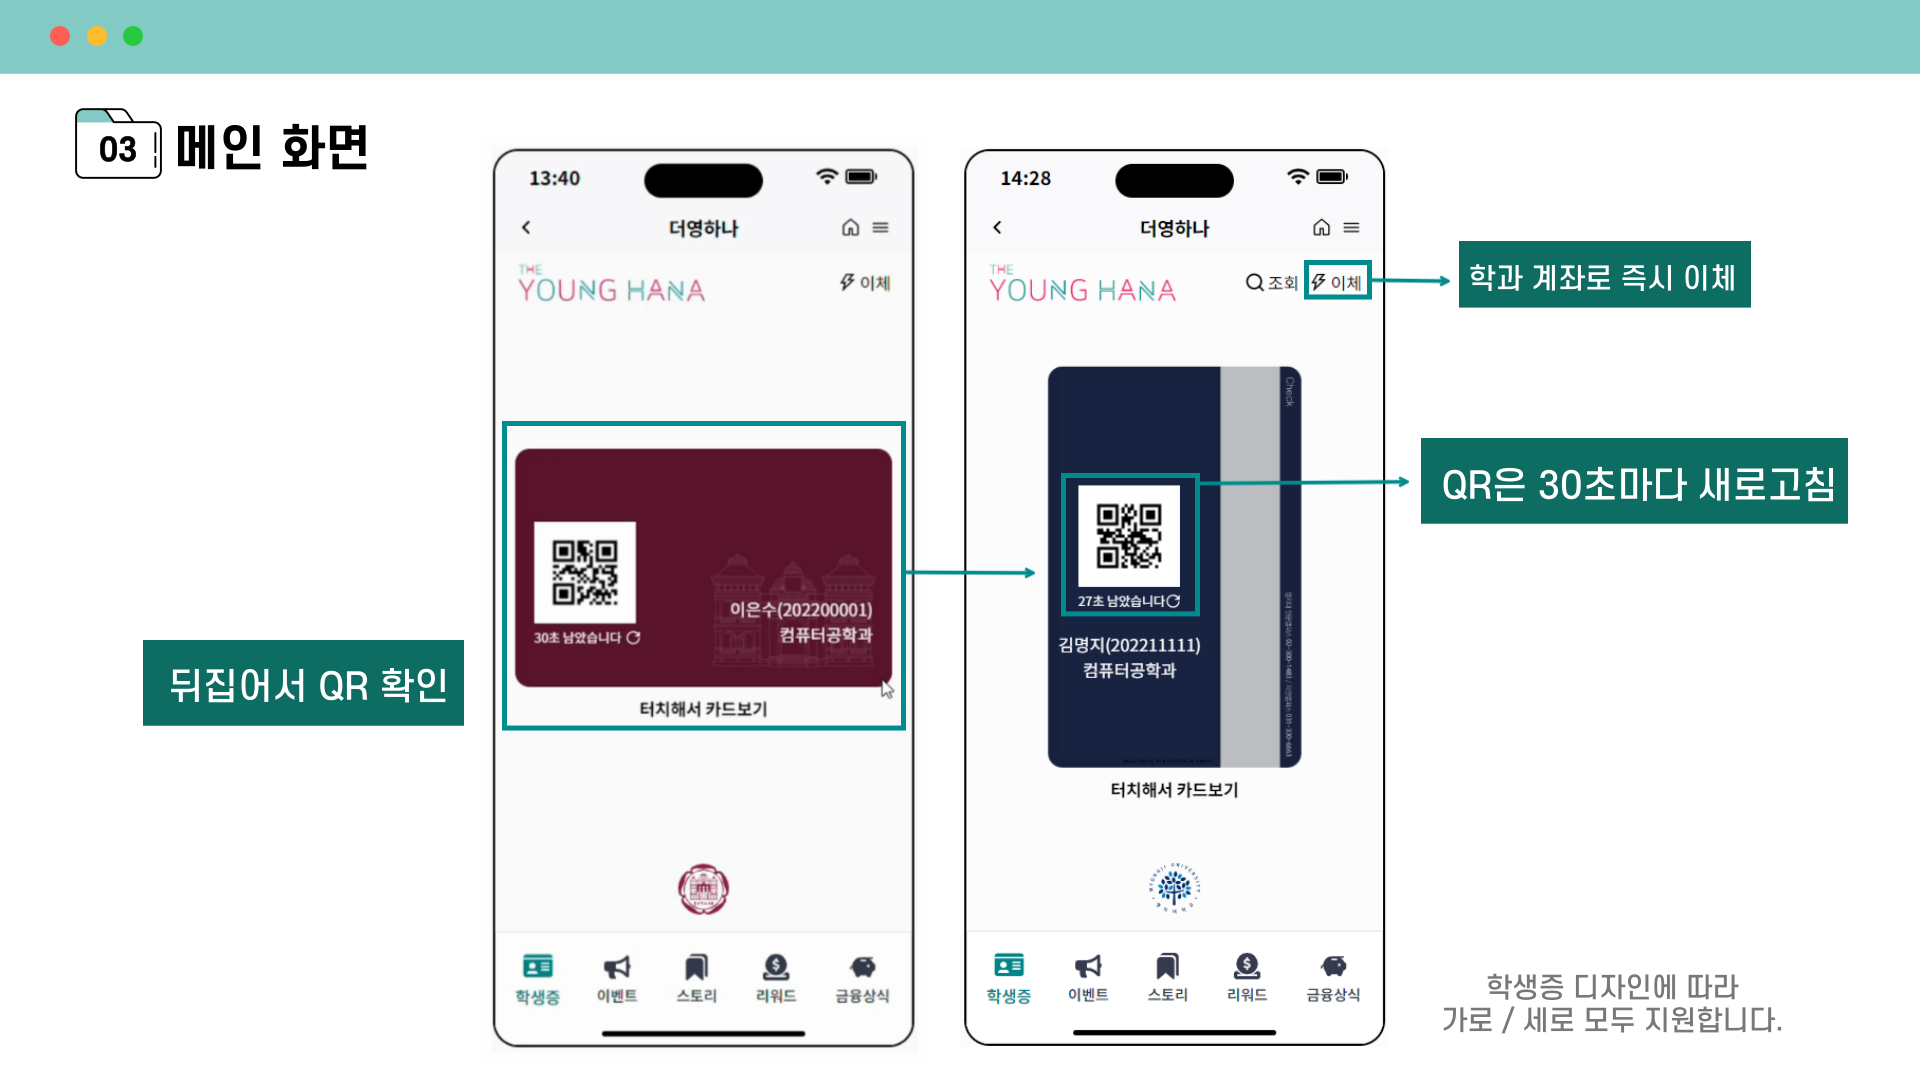 03 메인 화면
13:40
더영하나
THE
YOUNG HANA
이체
이은수(202200001)
컴퓨터공학과
30초 남았습니다
터치해서 카드보기
학생증
이벤트
스토리
리워드
금융상식
뒤집어서 QR 확인
14:28
더영하나
THE
YOUNG HANA
조회
이체
Check
27초 남았습니다
김명지(202211111)
컴퓨터공학과
터치해서 카드보기
학생증
이벤트
스토리
리워드
금융상식
학과 계좌로 즉시 이체
QR은 30초마다 새로고침
학생증 디자인에 따라
가로 / 세로 모두 지원합니다.